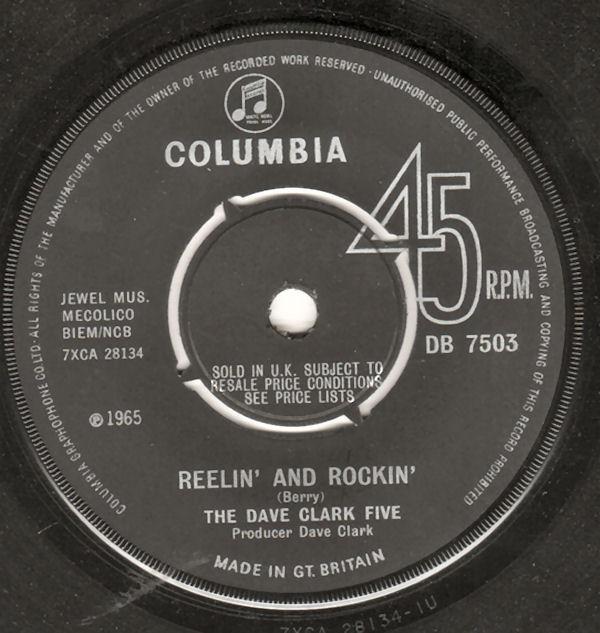 COLUMBIA GRAPHOPHONE CO. LTD·ALL RIGHTS OF THE MANUFACTURER AND OF THE OWNER OF THE RECORDED WORK RESERVED·UNAUTHORISED PUBLIC PERFORMANCE BROADCASTING AND COPYING OF THIS RECORD PROHIBITED
COLUMBIA
45
R.P.M.
JEWEL MUS.
MECOLICO
BIEM/NCB
7XCA 28134
DB 7503
SOLD IN U.K. SUBJECT TO
RESALE PRICE CONDITIONS
SEE PRICE LISTS
℗ 1965
REELIN' AND ROCKIN'
(Berry)
THE DAVE CLARK FIVE
Producer Dave Clark
MADE IN GT. BRITAIN
7XCA 28134-1U